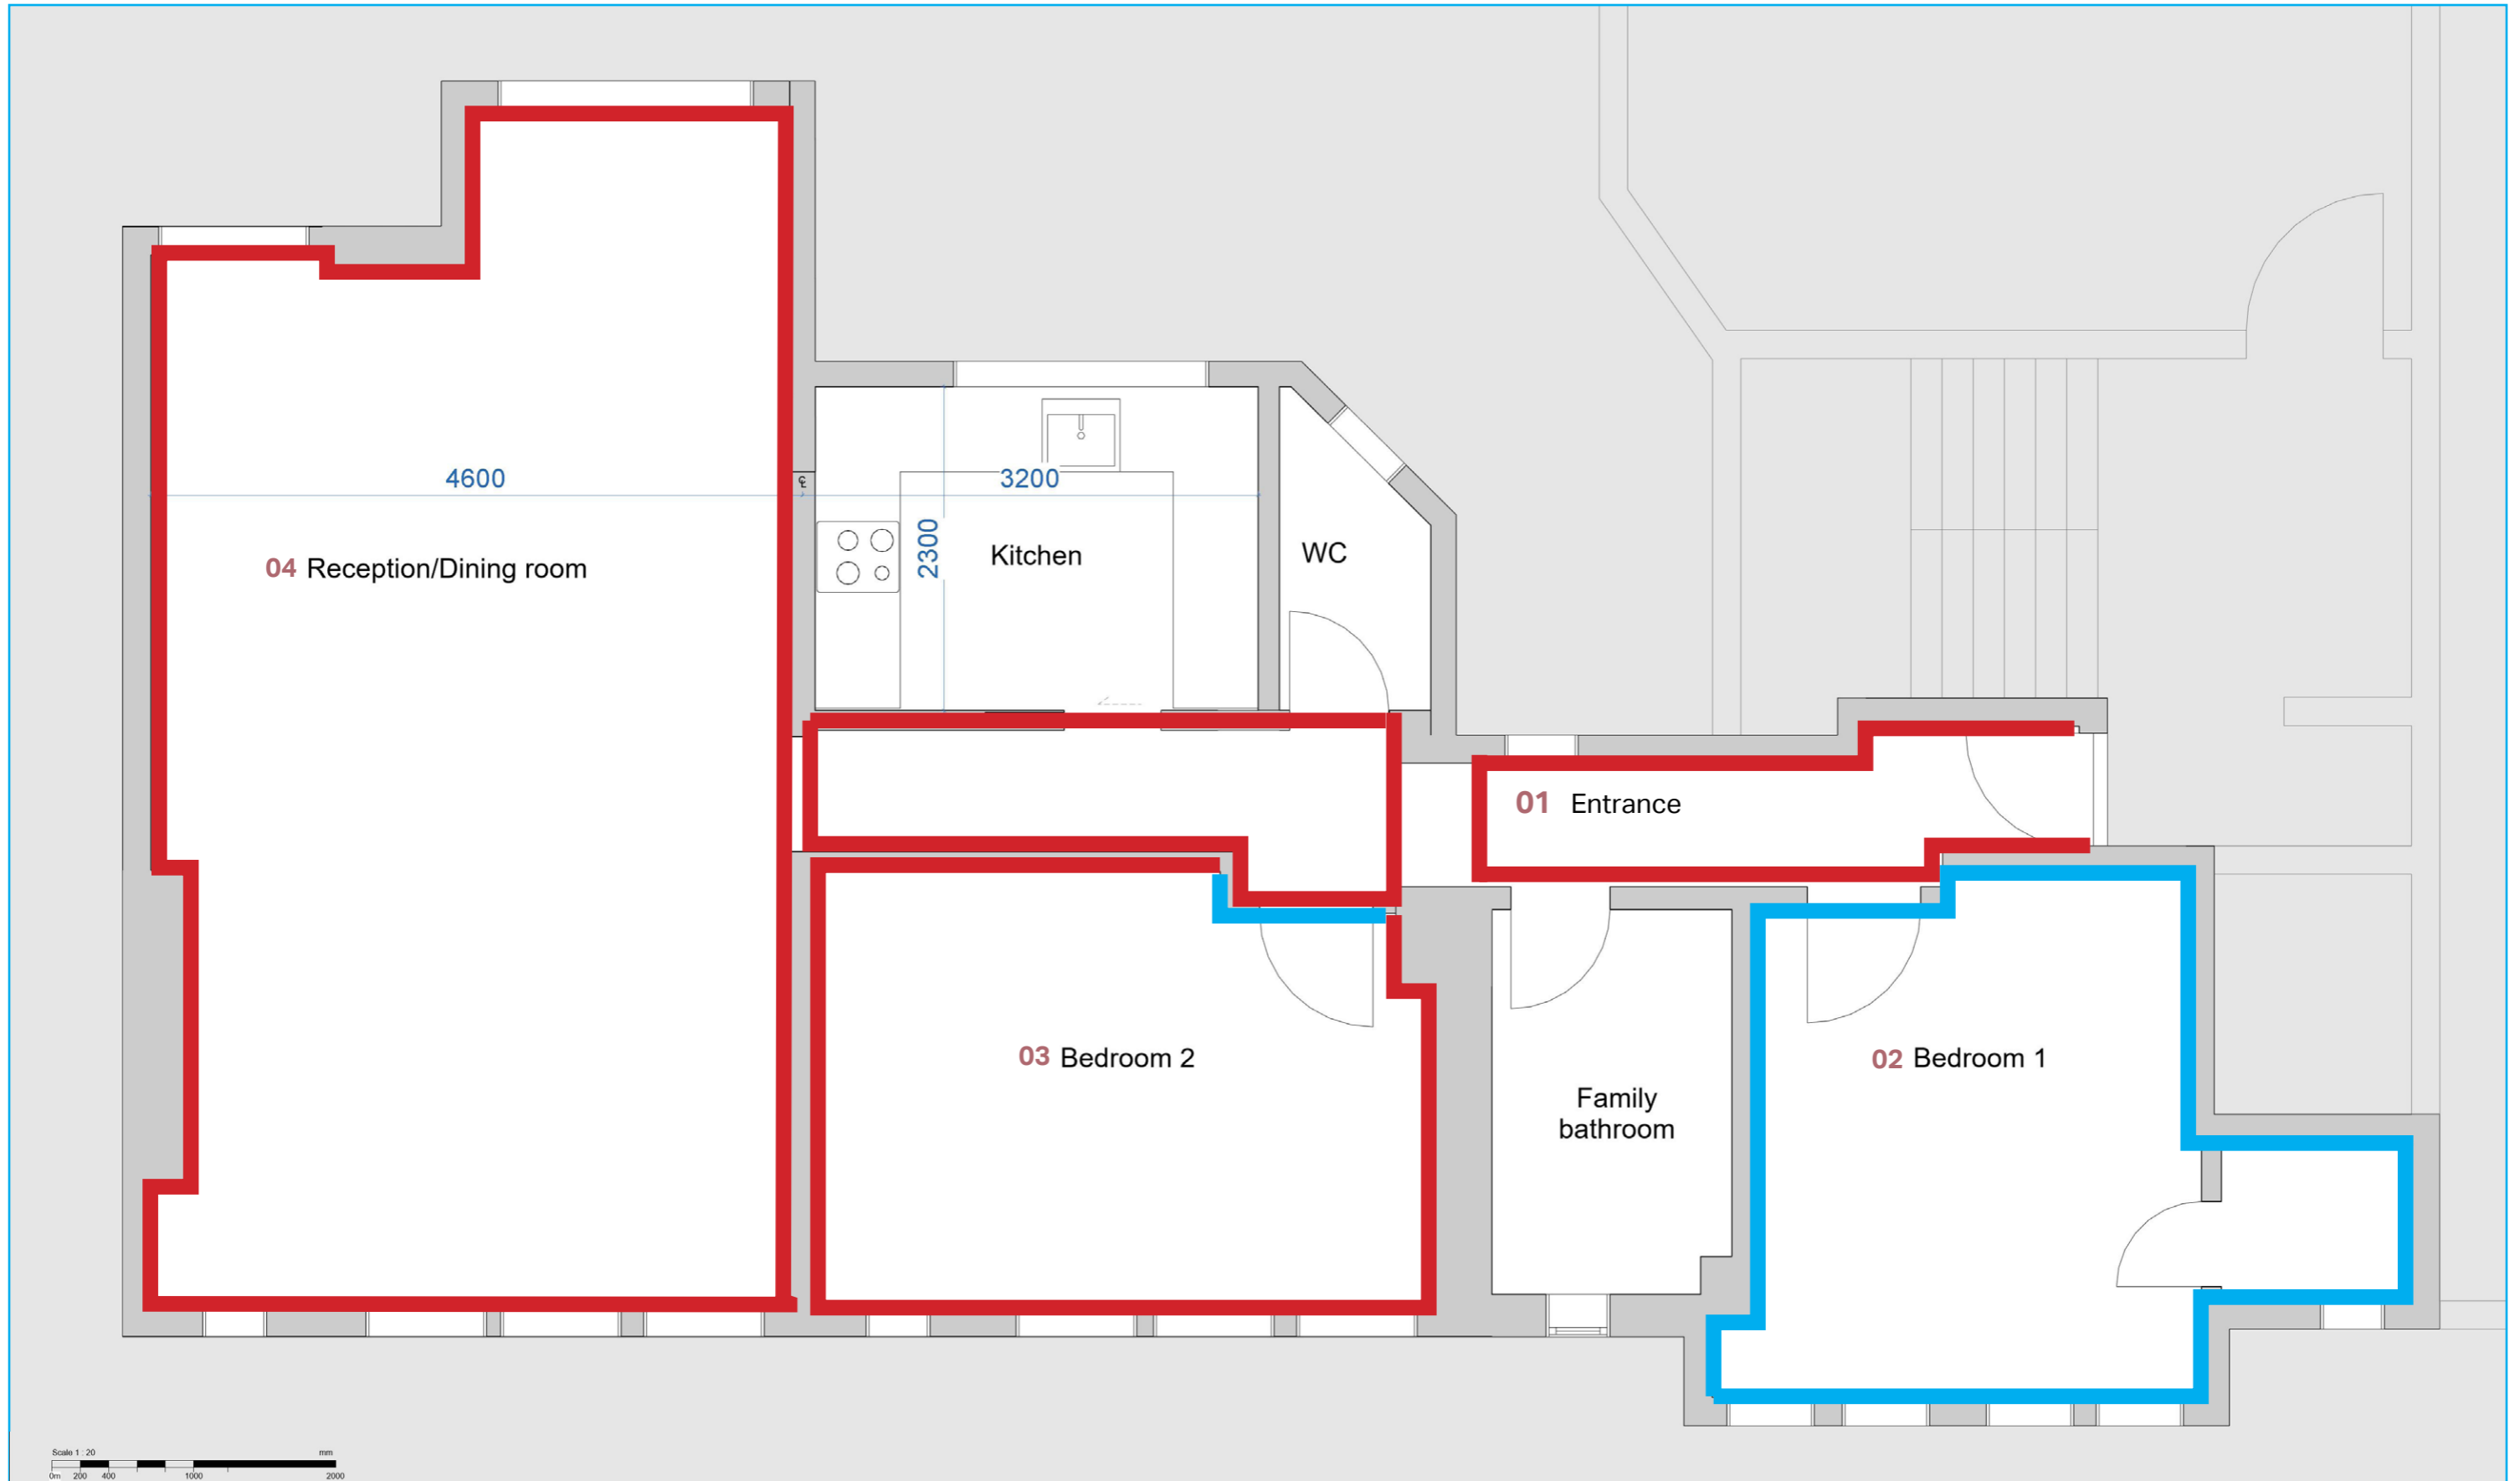 4600
℄
3200
2300
Kitchen
WC
04 Reception/Dining room
01 Entrance
03 Bedroom 2
02 Bedroom 1
Family
bathroom
Scale 1 : 20 mm
0m 200 400 1000 2000